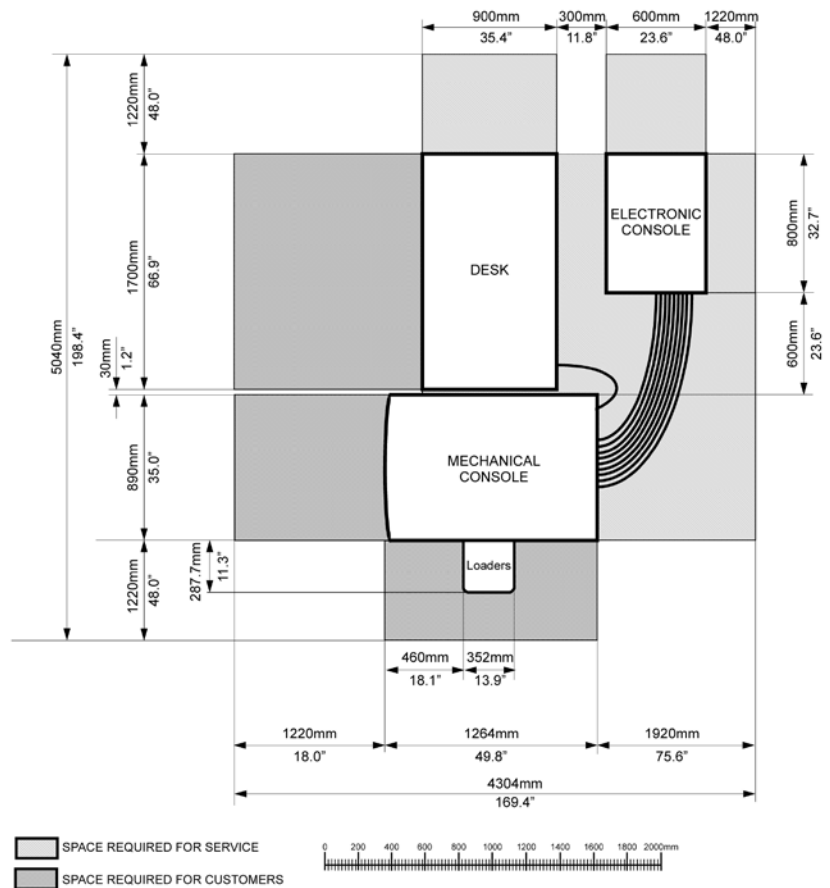 900mm
35.4"
300mm
11.8"
600mm
23.6"
1220mm
48.0"
1220mm
48.0"
1700mm
66.9"
5040mm
198.4"
30mm
1.2"
890mm
35.0"
1220mm
48.0"
287.7mm
11.3"
DESK
ELECTRONIC
CONSOLE
800mm
32.7"
600mm
23.6"
MECHANICAL
CONSOLE
Loaders
460mm
18.1"
352mm
13.9"
1220mm
18.0"
1264mm
49.8"
1920mm
75.6"
4304mm
169.4"
SPACE REQUIRED FOR SERVICE
SPACE REQUIRED FOR CUSTOMERS
0 200 400 600 800 1000 1200 1400 1600 1800 2000mm